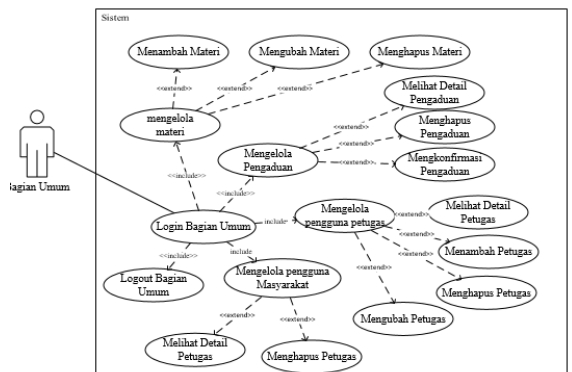 Sistem
Menambah Materi
Mengubah Materi
Menghapus Materi
<<extend>>
<<extend>>
<<extend>>
mengelola
materi
Melihat Detail
Pengaduan
<<extend>>
Menghapus
Pengaduan
<<extend>>
Mengelola
Pengaduan
<<extend>>
Mengkonfirmasi
Pengaduan
Bagian Umum
<<include>>
<<include>>
Login Bagian Umum
include
Mengelola
pengguna petugas
<<extend>>
Melihat Detail
Petugas
<<extend>>
Menambah Petugas
<<extend>>
Menghapus Petugas
<<extend>>
Mengubah Petugas
<<include>>
include
Logout Bagian
Umum
Mengelola pengguna
Masyarakat
<<extend>>
<<extend>>
Melihat Detail
Petugas
Menghapus Petugas